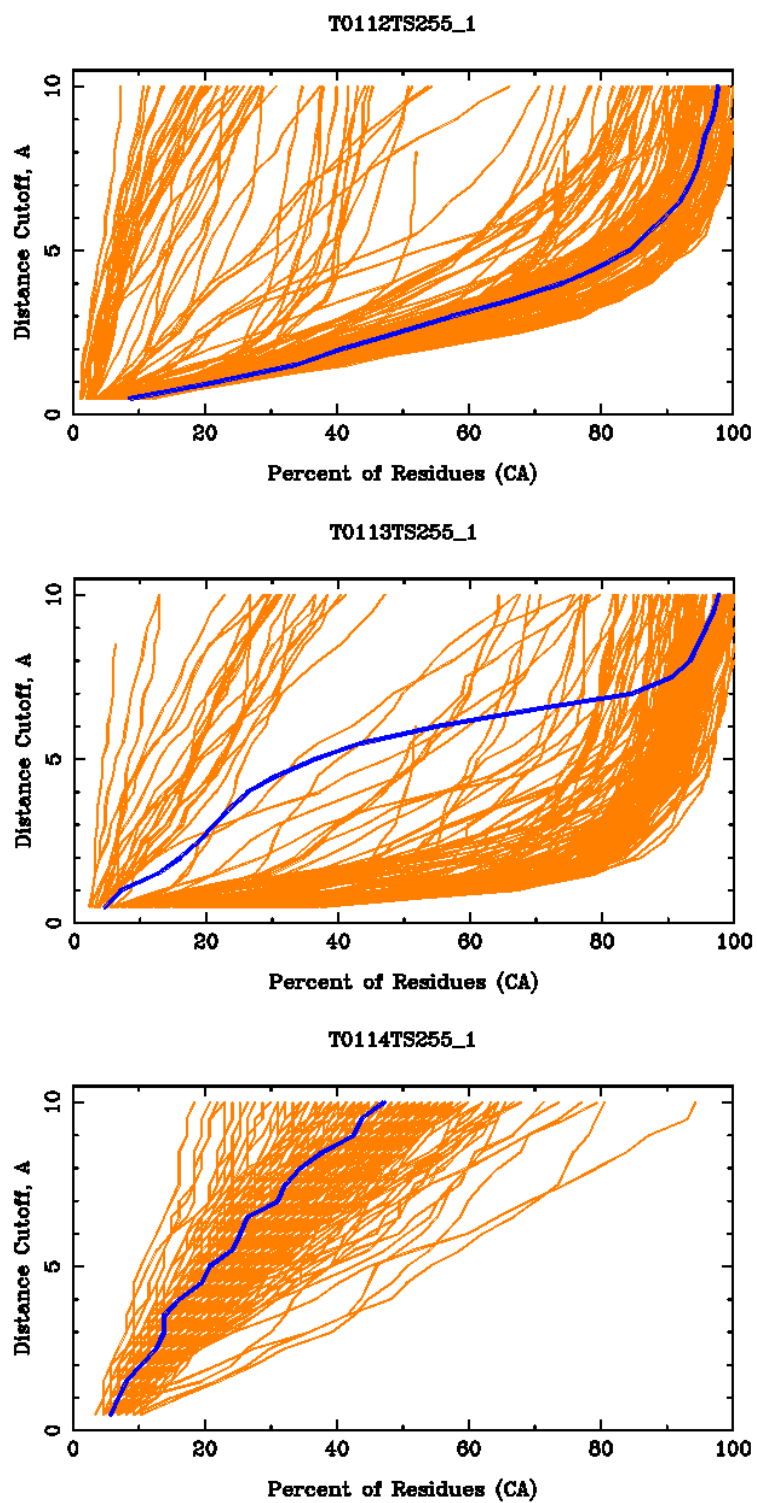 T0112TS255_1
Distance Cutoff, A
10
5
0
0 20 40 60 80 100
Percent of Residues (CA)
T0113TS255_1
Distance Cutoff, A
10
5
0
0 20 40 60 80 100
Percent of Residues (CA)
T0114TS255_1
Distance Cutoff, A
10
5
0
0 20 40 60 80 100
Percent of Residues (CA)